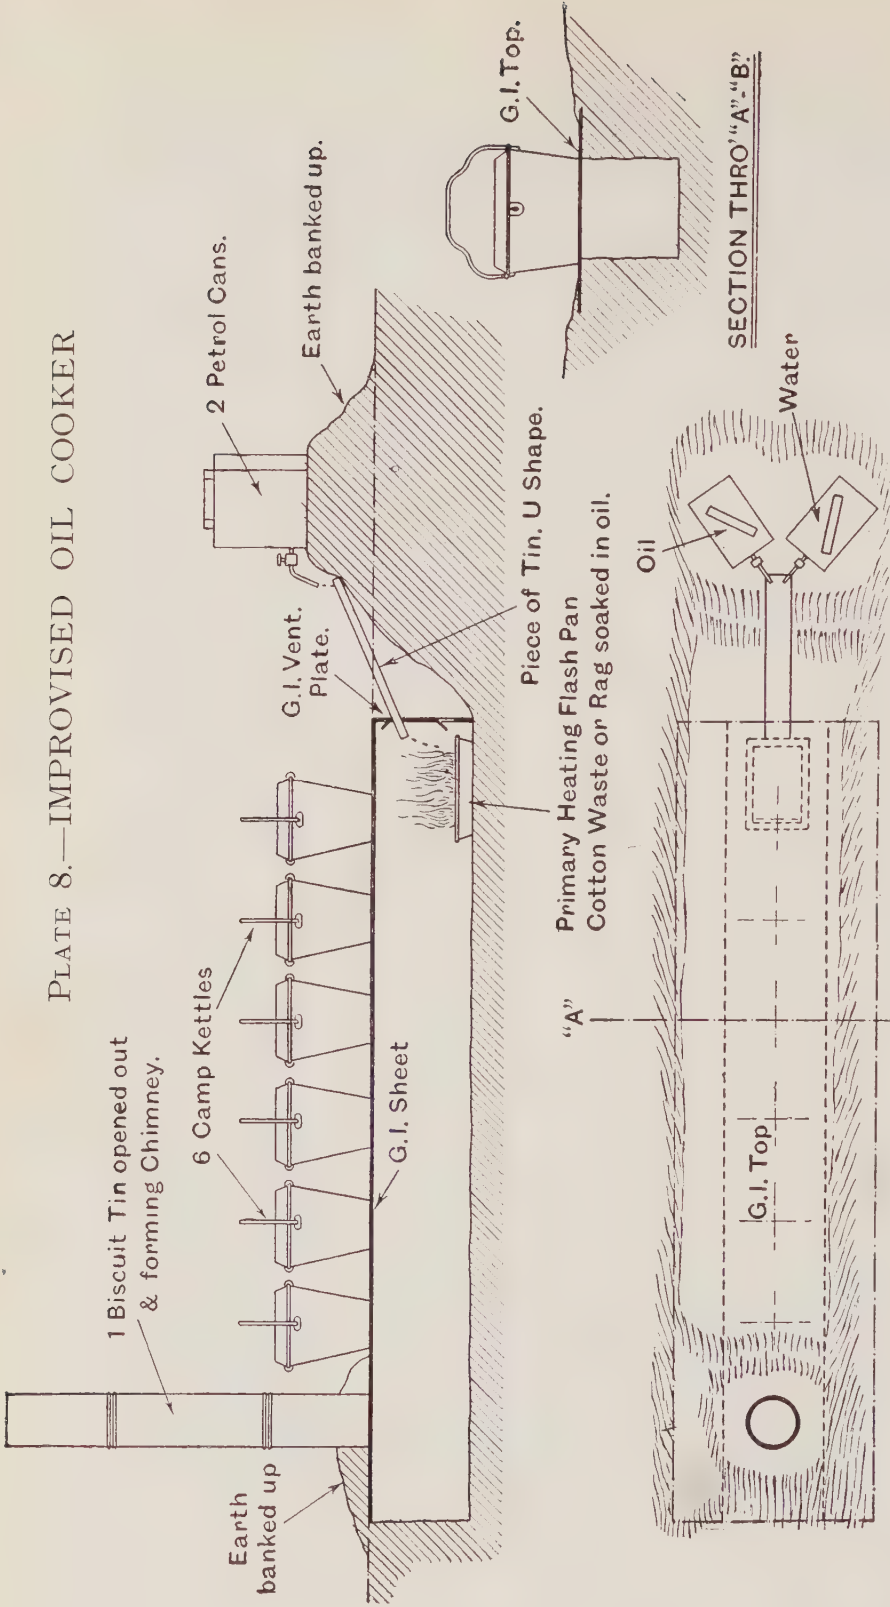 PLATE 8.—IMPROVISED OIL COOKER
1 Biscuit Tin opened out
& forming Chimney.
6 Camp Kettles
2 Petrol Cans.
Earth banked up.
G.I. Vent.
Plate.
Earth
banked up
G.I. Sheet
Piece of Tin. U Shape.
Primary Heating Flash Pan
Cotton Waste or Rag soaked in oil.
G.I. Top.
SECTION THRO' "A"-"B".
"A"
G.I. Top
Oil
Water